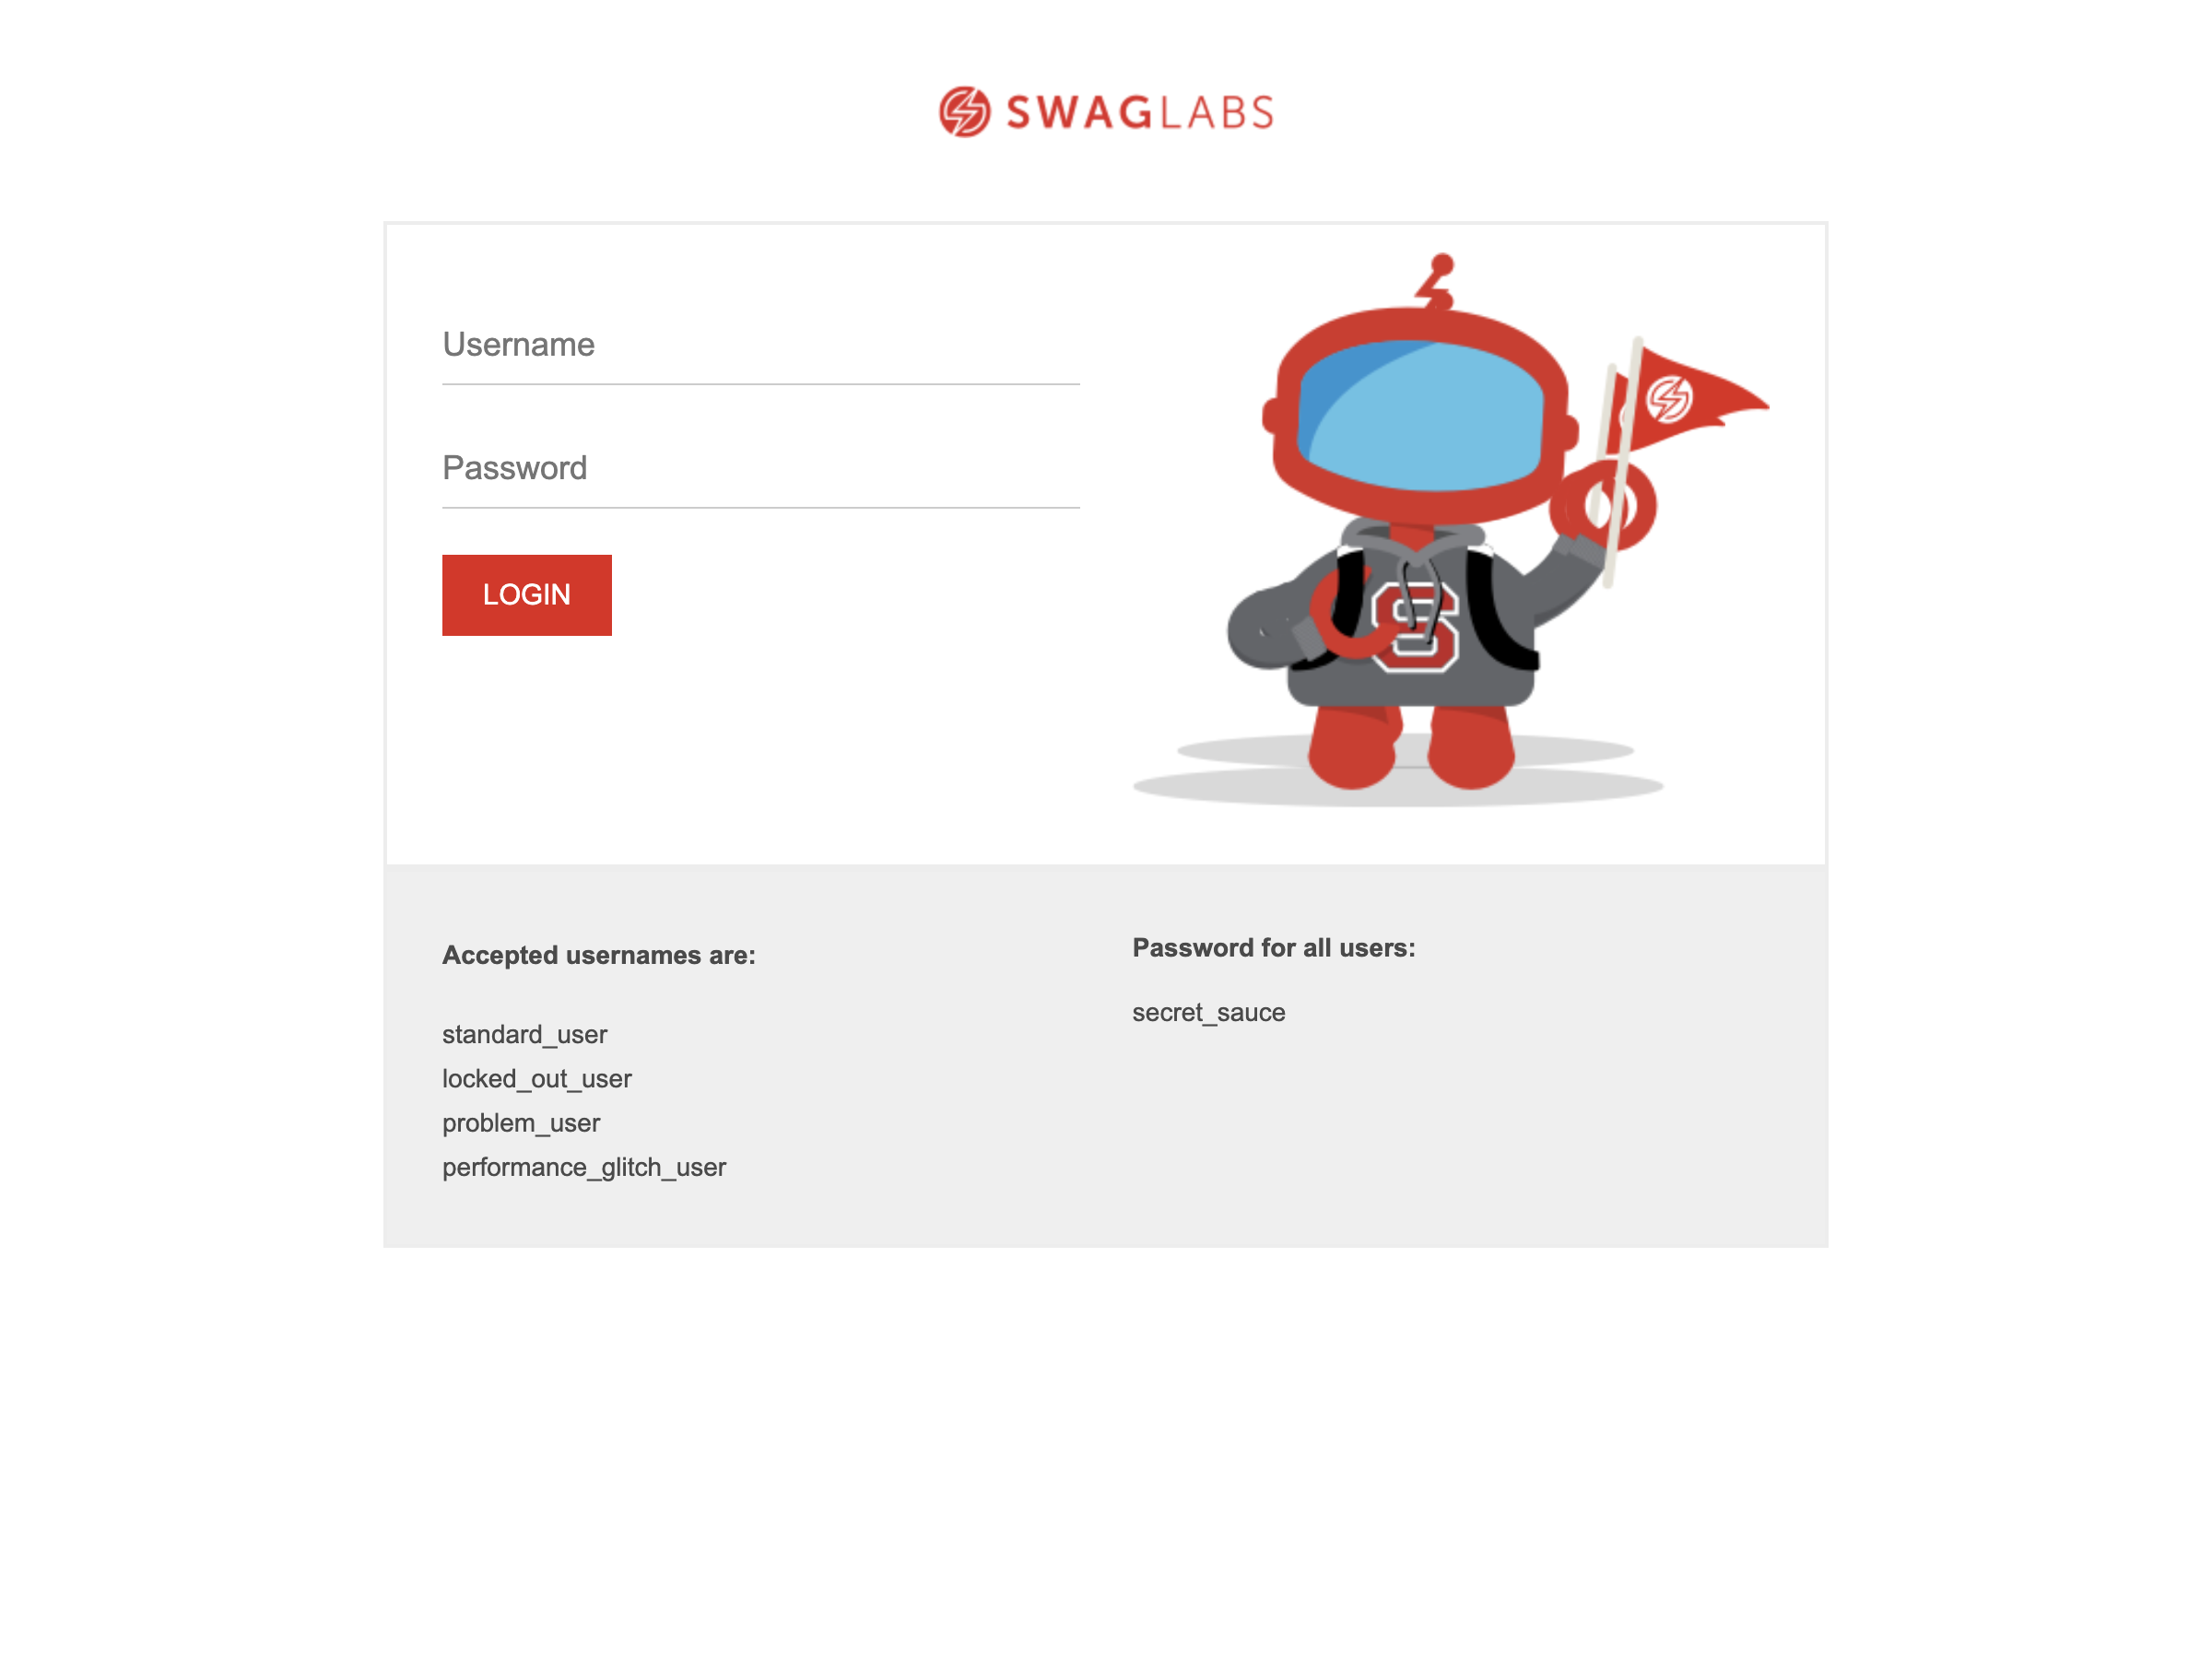 SWAGLABS
Username
Password
LOGIN
S
Accepted usernames are:
standard_user
locked_out_user
problem_user
performance_glitch_user
Password for all users:
secret_sauce